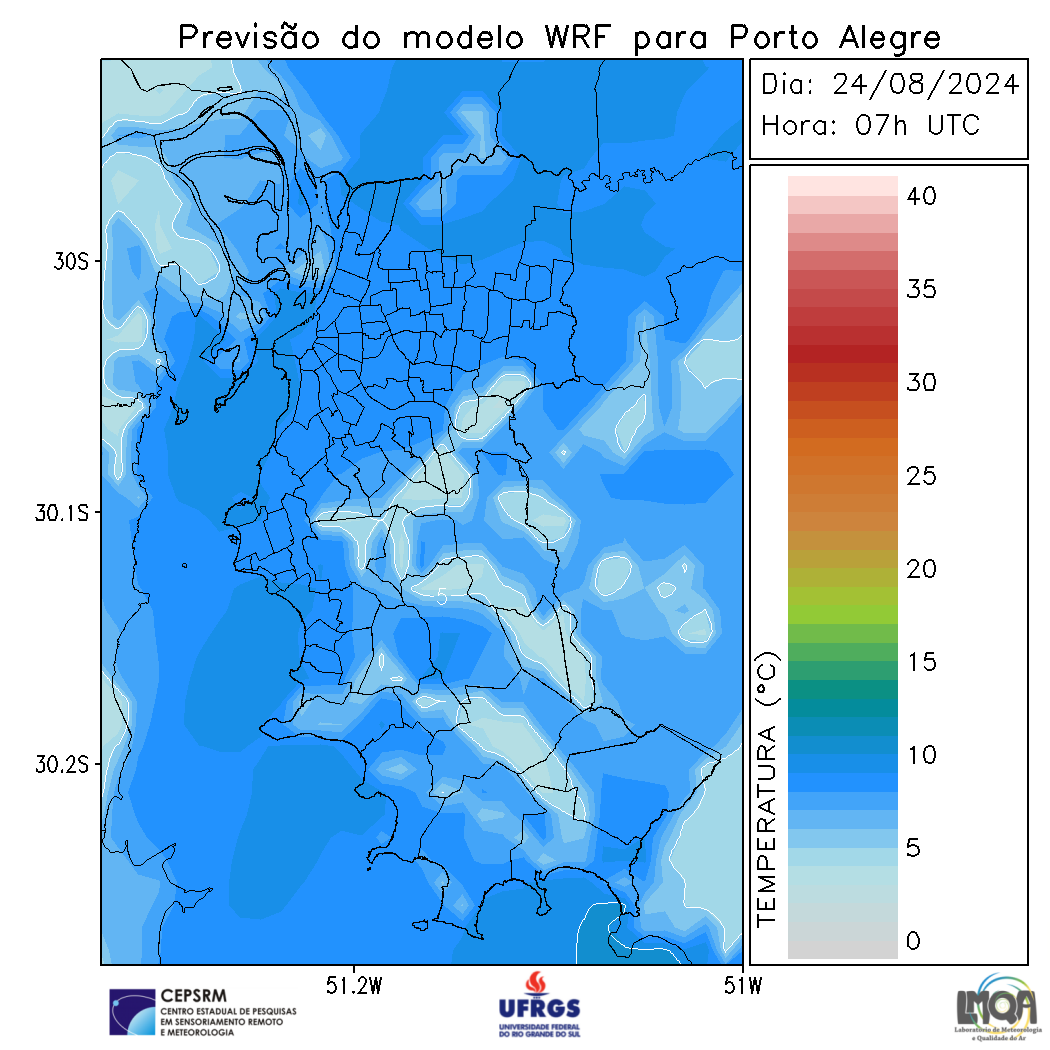 Previsão do modelo WRF para Porto Alegre
Dia: 24/08/2024
Hora: 07h UTC
30S
30.1S
30.2S
51.2W
51W
5
TEMPERATURA (°C)
40
35
30
25
20
15
10
5
0
CEPSRM
CENTRO ESTADUAL DE PESQUISAS
EM SENSORIAMENTO REMOTO
E METEOROLOGIA
UFRGS
UNIVERSIDADE FEDERAL
DO RIO GRANDE DO SUL
LMQA
Laboratório de Meteorologia
e Qualidade do Ar